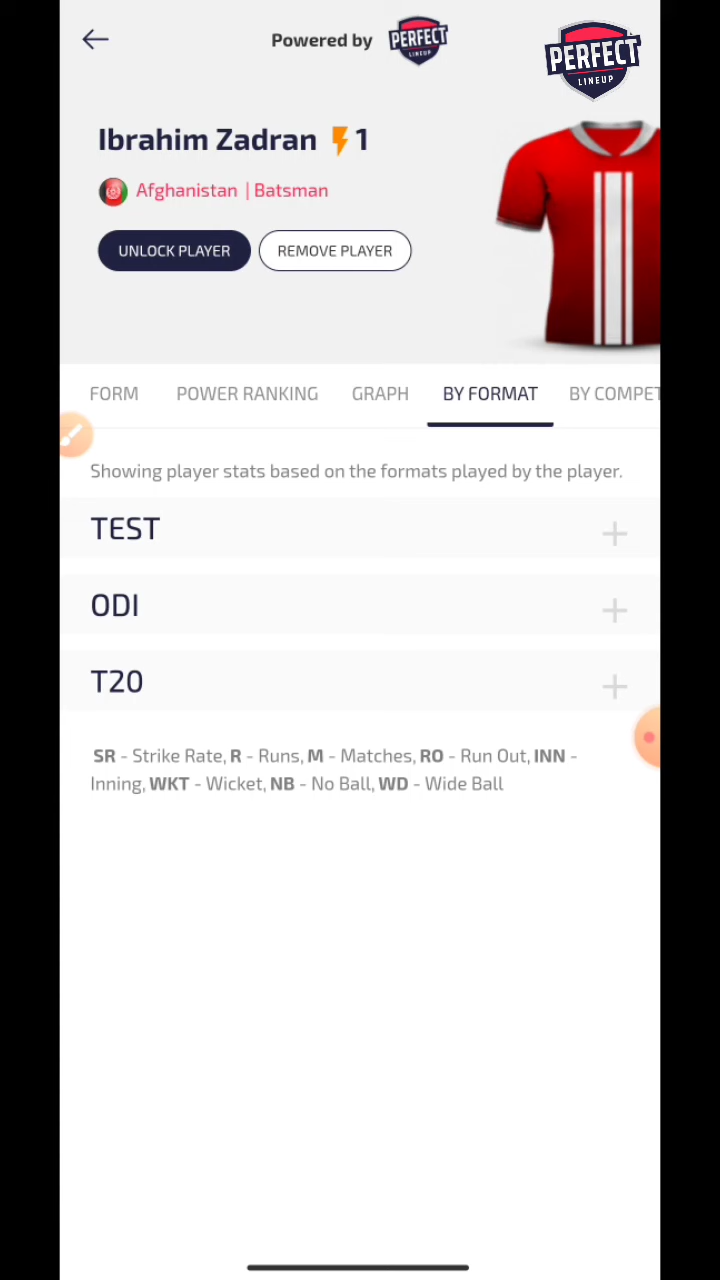 Powered by PERFECT LINEUP
PERFECT LINEUP
Ibrahim Zadran 1
Afghanistan | Batsman
UNLOCK PLAYER REMOVE PLAYER
FORM POWER RANKING GRAPH BY FORMAT BY COMPET
Showing player stats based on the formats played by the player.
TEST +
ODI +
T20 +
SR - Strike Rate, R - Runs, M - Matches, RO - Run Out, INN -
Inning, WKT - Wicket, NB - No Ball, WD - Wide Ball